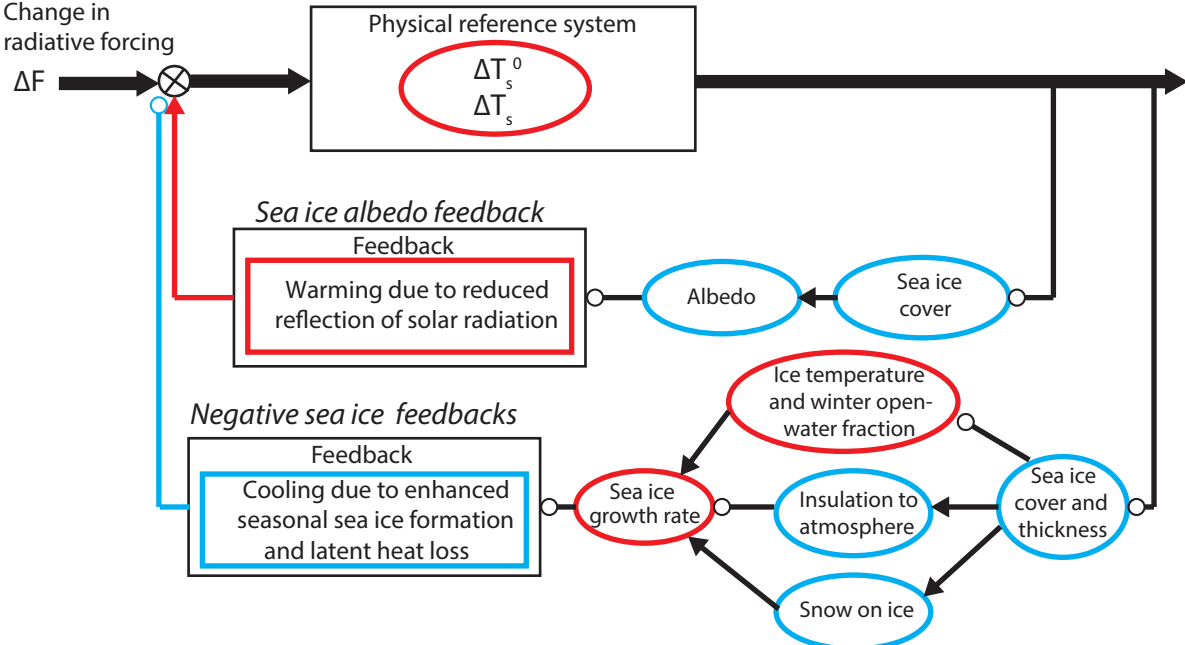 Change in
radiative forcing
ΔF
Physical reference system
ΔTs⁰
ΔTs
Sea ice albedo feedback
Feedback
Warming due to reduced
reflection of solar radiation
Albedo
Sea ice
cover
Negative sea ice feedbacks
Feedback
Cooling due to enhanced
seasonal sea ice formation
and latent heat loss
Sea ice
growth rate
Ice temperature
and winter open-
water fraction
Insulation to
atmosphere
Snow on ice
Sea ice
cover and
thickness